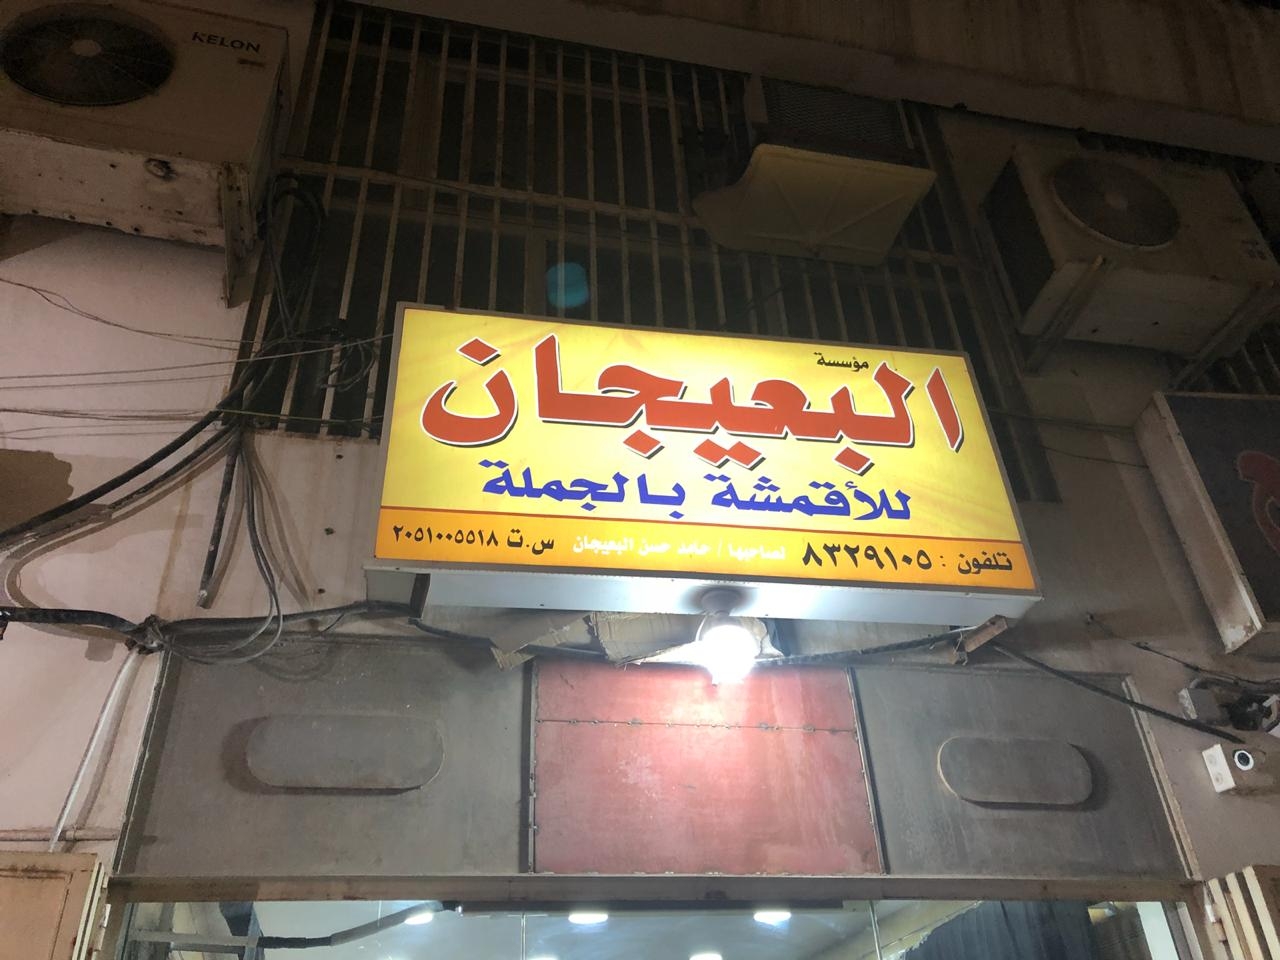 KELON
مؤسسة
البعيجان
للأقمشة بالجملة
تلفون : ٨٣٢٩١٠٥ لصاحبها / حامد حسن البعيجان س.ت ٢٠٥١٠٠٥٥١٨